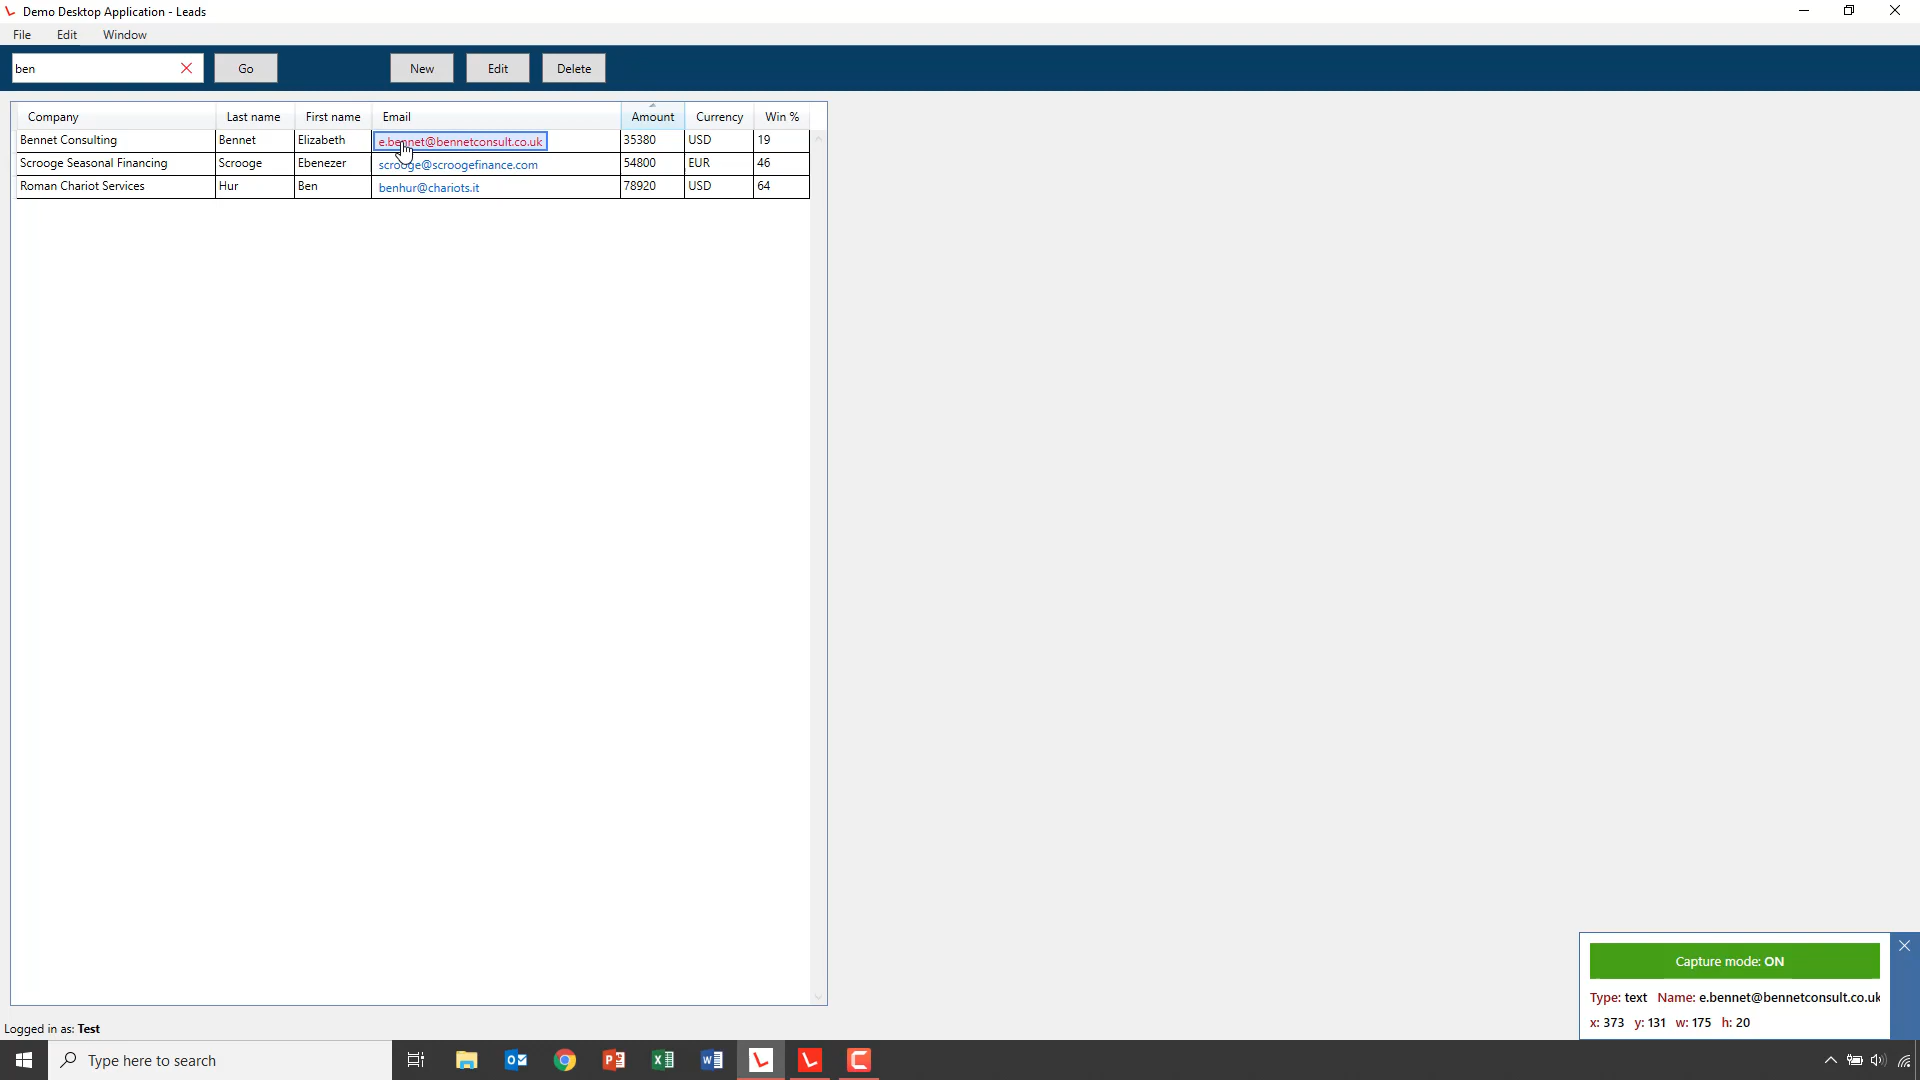 Demo Desktop Application - Leads
File Edit Window
ben Go New Edit Delete
Company Last name First name Email Amount Currency Win %
Bennet Consulting Bennet Elizabeth e.bennet@bennetconsult.co.uk 35380 USD 19
Scrooge Seasonal Financing Scrooge Ebenezer scrooge@scroogefinance.com 54800 EUR 46
Roman Chariot Services Hur Ben benhur@chariots.it 78920 USD 64
Capture mode: ON
Type: text Name: e.bennet@bennetconsult.co.uk
x: 373 y: 131 w: 175 h: 20
Logged in as: Test
Type here to search